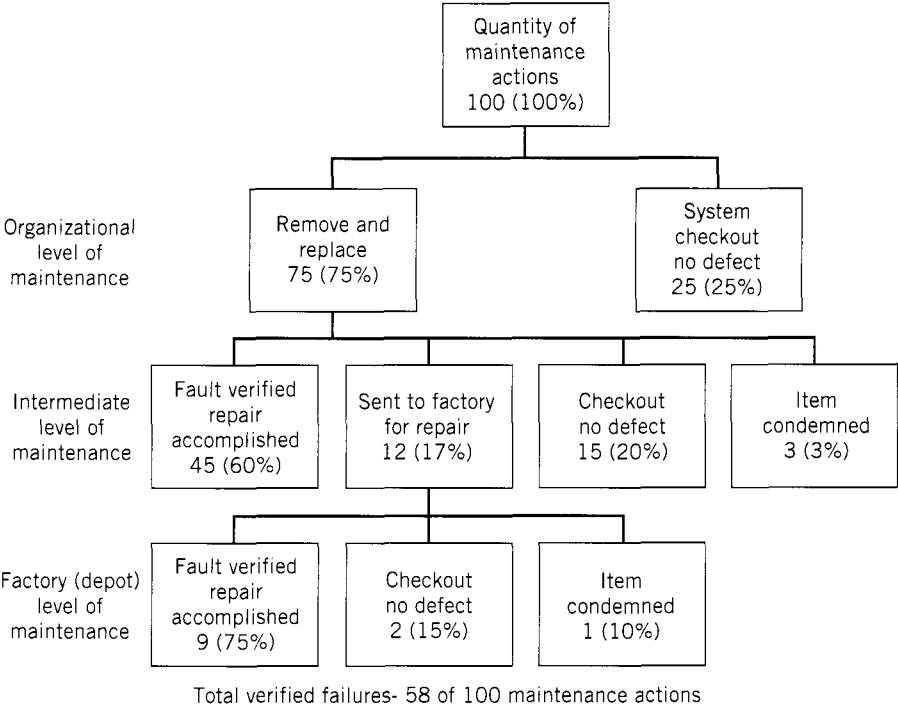 Quantity of
maintenance
actions
100 (100%)
Organizational
level of
maintenance
Remove and
replace
75 (75%)
System
checkout
no defect
25 (25%)
Intermediate
level of
maintenance
Fault verified
repair
accomplished
45 (60%)
Sent to factory
for repair
12 (17%)
Checkout
no defect
15 (20%)
Item
condemned
3 (3%)
Factory (depot)
level of
maintenance
Fault verified
repair
accomplished
9 (75%)
Checkout
no defect
2 (15%)
Item
condemned
1 (10%)
Total verified failures- 58 of 100 maintenance actions